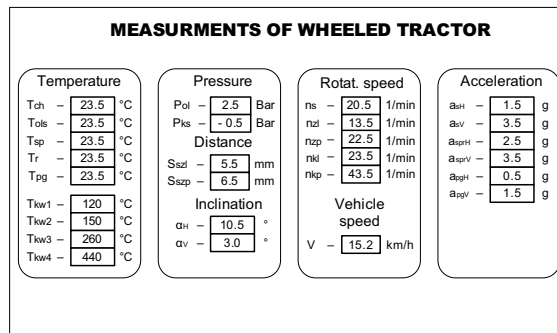 MEASURMENTS OF WHEELED TRACTOR
Temperature
Tch – 23.5 °C
Tols – 23.5 °C
Tsp – 23.5 °C
Tr – 23.5 °C
Tpg – 23.5 °C
Tkw1 – 120 °C
Tkw2 – 150 °C
Tkw3 – 260 °C
Tkw4 – 440 °C
Pressure
Pol – 2.5 Bar
Pks – - 0.5 Bar
Distance
Sszl – 5.5 mm
Sszp – 6.5 mm
Inclination
αH – 10.5 °
αV – 3.0 °
Rotat. speed
ns – 20.5 1/min
nzl – 13.5 1/min
nzp – 22.5 1/min
nkl – 23.5 1/min
nkp – 43.5 1/min
Vehicle
speed
V – 15.2 km/h
Acceleration
asH – 1.5 g
asV – 3.5 g
asprH – 2.5 g
asprV – 3.5 g
apgH – 0.5 g
apgV – 1.5 g